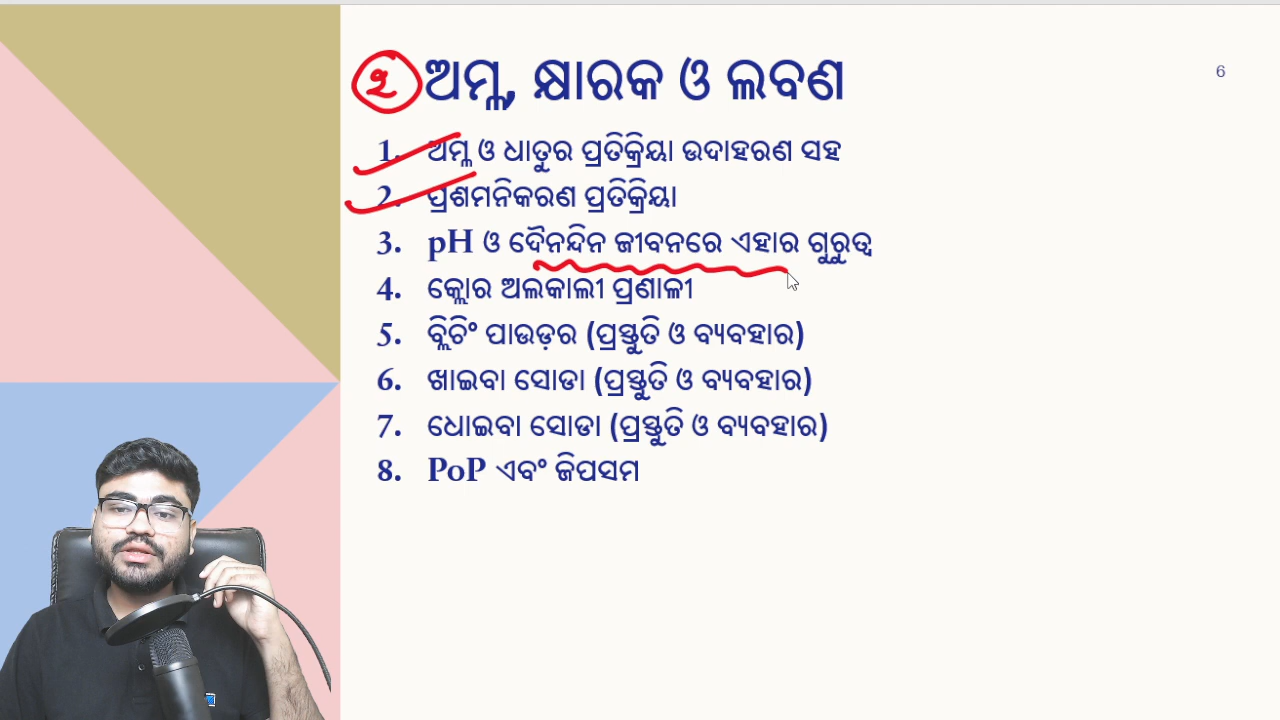 ୨ ଅମ୍ଳ, କ୍ଷାରକ ଓ ଲବଣ
6
1. ଅମ୍ଳ ଓ ଧାତୁର ପ୍ରତିକ୍ରିୟା ଉଦାହରଣ ସହ
2. ପ୍ରଶମନିକରଣ ପ୍ରତିକ୍ରିୟା
3. pH ଓ ଦୈନନ୍ଦିନ ଜୀବନରେ ଏହାର ଗୁରୁତ୍ୱ
4. କ୍ଲୋର ଅଲକାଲୀ ପ୍ରଣାଳୀ
5. ବ୍ଲିଚିଂ ପାଉଡ଼ର (ପ୍ରସ୍ତୁତି ଓ ବ୍ୟବହାର)
6. ଖାଇବା ସୋଡା (ପ୍ରସ୍ତୁତି ଓ ବ୍ୟବହାର)
7. ଧୋଇବା ସୋଡା (ପ୍ରସ୍ତୁତି ଓ ବ୍ୟବହାର)
8. PoP ଏବଂ ଜିପସମ